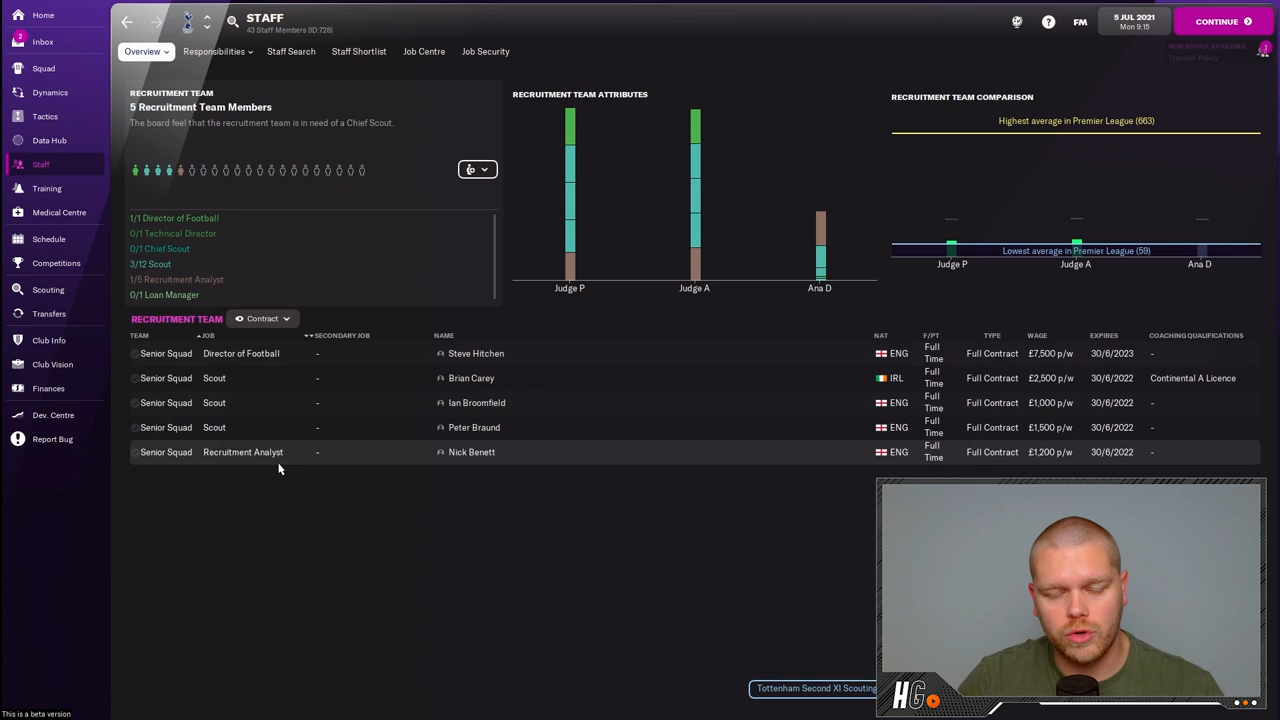 Home
2
Inbox
Squad
Dynamics
Tactics
Data Hub
Staff
Training
Medical Centre
Schedule
Competitions
Scouting
Transfers
Club Info
Club Vision
Finances
Dev. Centre
Report Bug
This is a beta version
STAFF
43 Staff Members (ID:728)
?
FM
5 JUL 2021
Mon 9:15
CONTINUE
Overview
Responsibilities
Staff Search
Staff Shortlist
Job Centre
Job Security
1
Transfer Policy
RECRUITMENT TEAM
5 Recruitment Team Members
The board feel that the recruitment team is in need of a Chief Scout.
1/1 Director of Football
0/1 Technical Director
0/1 Chief Scout
3/12 Scout
1/5 Recruitment Analyst
0/1 Loan Manager
RECRUITMENT TEAM ATTRIBUTES
Judge P
Judge A
Ana D
RECRUITMENT TEAM COMPARISON
Highest average in Premier League (663)
Lowest average in Premier League (59)
Judge P
Judge A
Ana D
RECRUITMENT TEAM
Contract
TEAM JOB SECONDARY JOB NAME NAT F/PT TYPE WAGE EXPIRES COACHING QUALIFICATIONS
Senior Squad Director of Football - Steve Hitchen ENG Full Time Full Contract £7,500 p/w 30/6/2023 -
Senior Squad Scout - Brian Carey IRL Full Time Full Contract £2,500 p/w 30/6/2022 Continental A Licence
Senior Squad Scout - Ian Broomfield ENG Full Time Full Contract £1,000 p/w 30/6/2022 -
Senior Squad Scout - Peter Braund ENG Full Time Full Contract £1,500 p/w 30/6/2022 -
Senior Squad Recruitment Analyst - Nick Benett ENG Full Time Full Contract £1,200 p/w 30/6/2022 -
Tottenham Second XI Scouting
HG